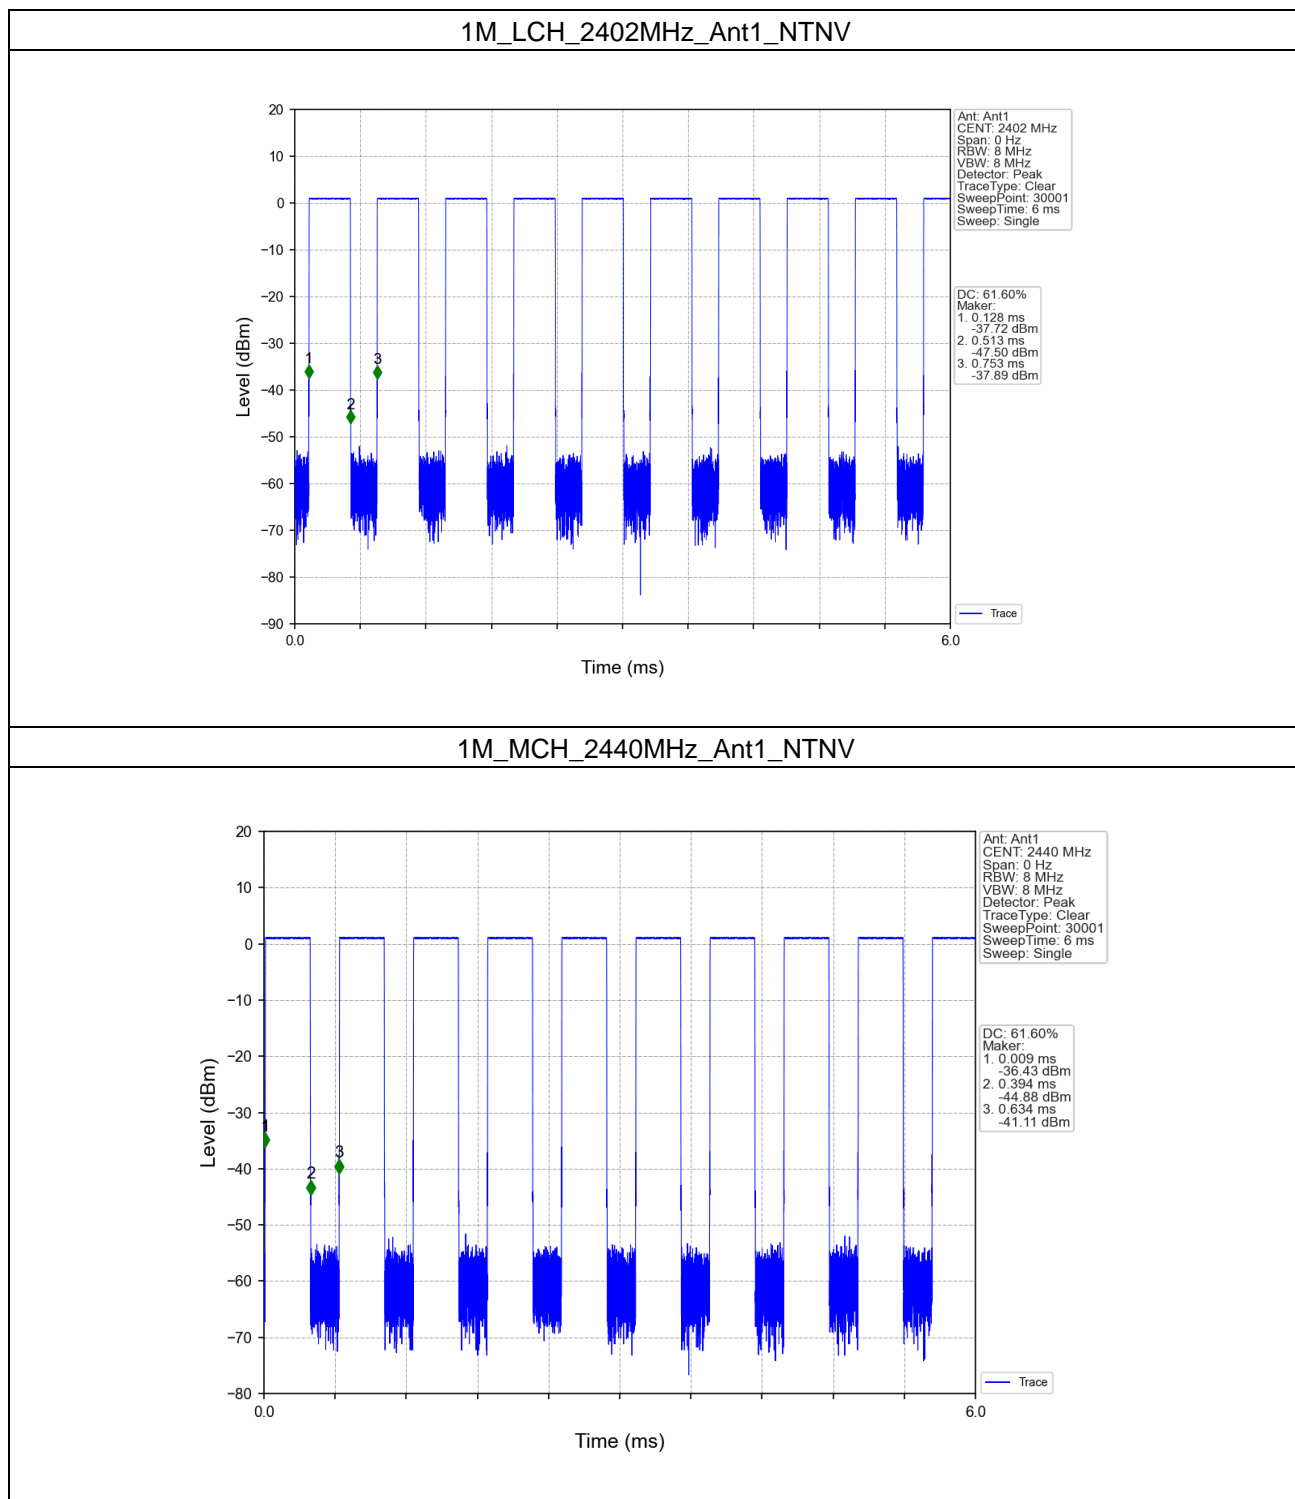 1M_LCH_2402MHz_Ant1_NTNV
20
10
0
−10
−20
−30
−40
−50
−60
−70
−80
−90
Level (dBm)
1
2
3
0.0
6.0
Time (ms)
Ant: Ant1
CENT: 2402 MHz
Span: 0 Hz
RBW: 8 MHz
VBW: 8 MHz
Detector: Peak
TraceType: Clear
SweepPoint: 30001
SweepTime: 6 ms
Sweep: Single
DC: 61.60%
Maker:
1. 0.128 ms
-37.72 dBm
2. 0.513 ms
-47.50 dBm
3. 0.753 ms
-37.89 dBm
Trace
1M_MCH_2440MHz_Ant1_NTNV
20
10
0
−10
−20
−30
−40
−50
−60
−70
−80
Level (dBm)
1
2
3
0.0
6.0
Time (ms)
Ant: Ant1
CENT: 2440 MHz
Span: 0 Hz
RBW: 8 MHz
VBW: 8 MHz
Detector: Peak
TraceType: Clear
SweepPoint: 30001
SweepTime: 6 ms
Sweep: Single
DC: 61.60%
Maker:
1. 0.009 ms
-36.43 dBm
2. 0.394 ms
-44.88 dBm
3. 0.634 ms
-41.11 dBm
Trace